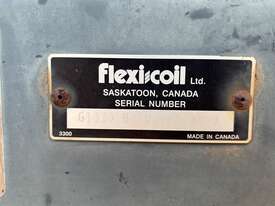 flexi-coil Ltd.
SASKATOON, CANADA
SERIAL NUMBER
3300
MADE IN CANADA